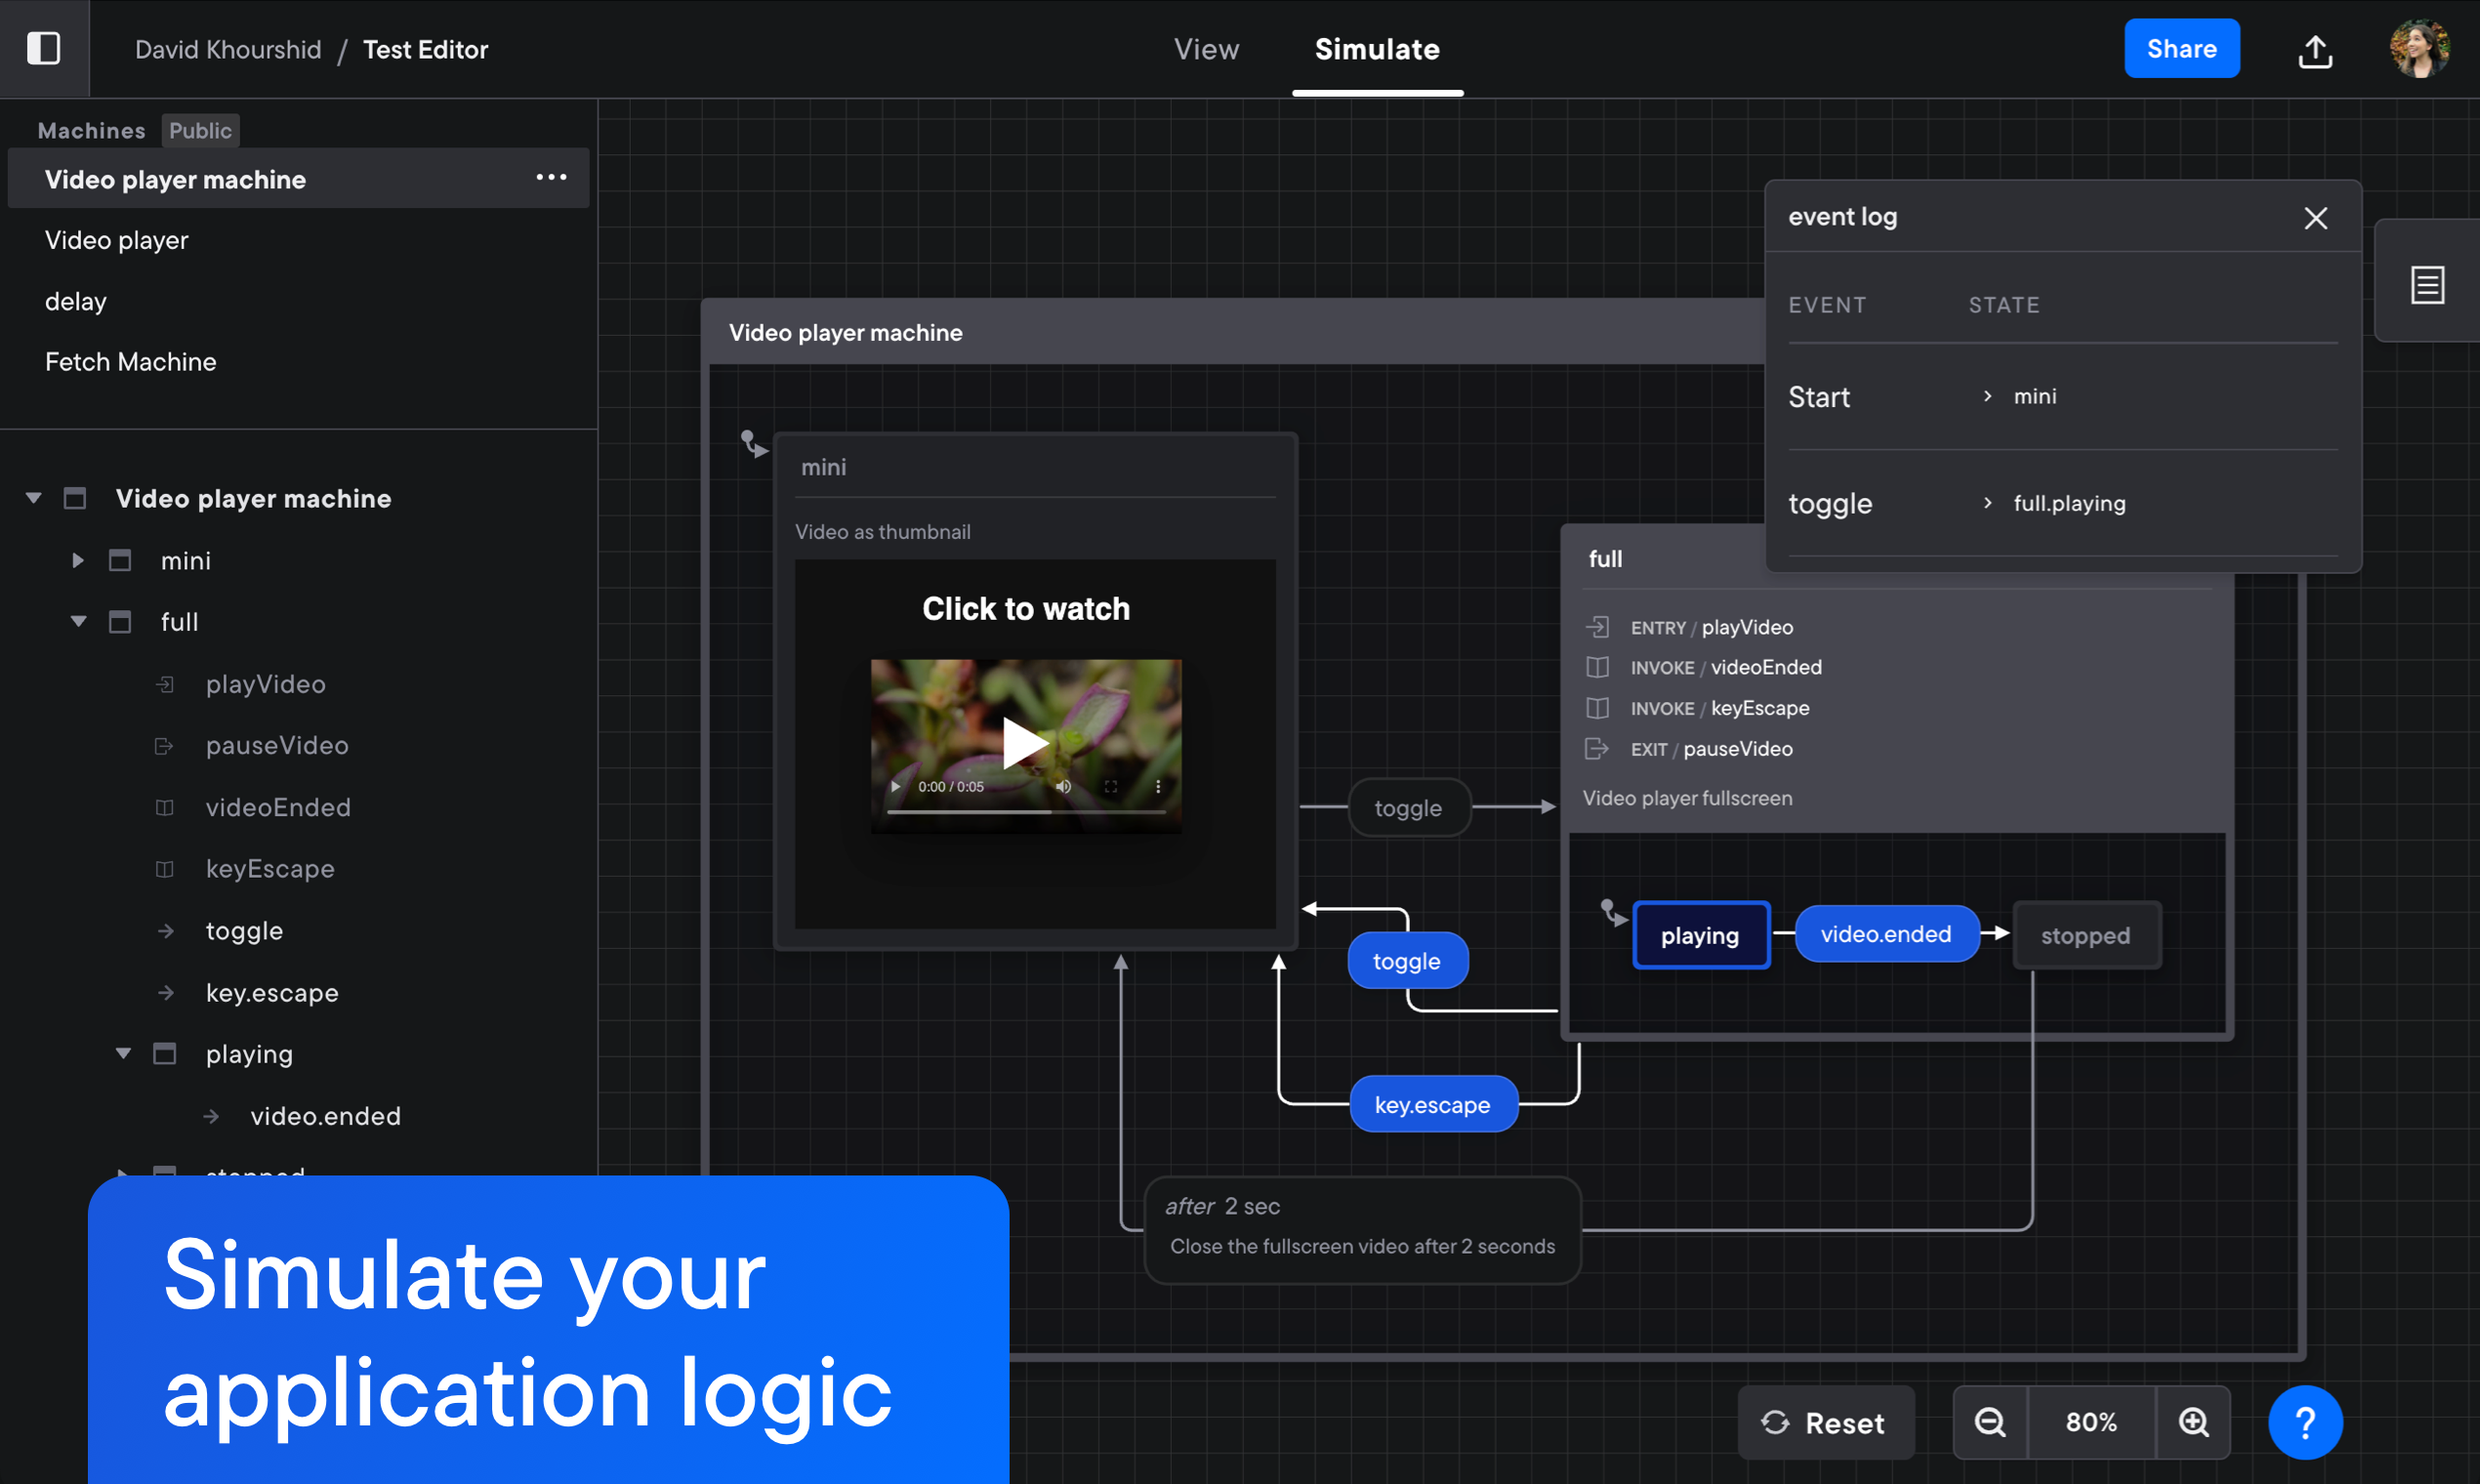 David Khourshid / Test Editor
View
Simulate
Share
Machines Public
Video player machine
Video player
delay
Fetch Machine
Video player machine
mini
full
playVideo
pauseVideo
videoEnded
keyEscape
toggle
key.escape
playing
video.ended
stopped
Video player machine
mini
Video as thumbnail
Click to watch
0:00 / 0:05
toggle
toggle
key.escape
after 2 sec
Close the fullscreen video after 2 seconds
full
ENTRY / playVideo
INVOKE / videoEnded
INVOKE / keyEscape
EXIT / pauseVideo
Video player fullscreen
playing
video.ended
stopped
event log
EVENT STATE
Start > mini
toggle > full.playing
Simulate your
application logic
Reset
80%
?